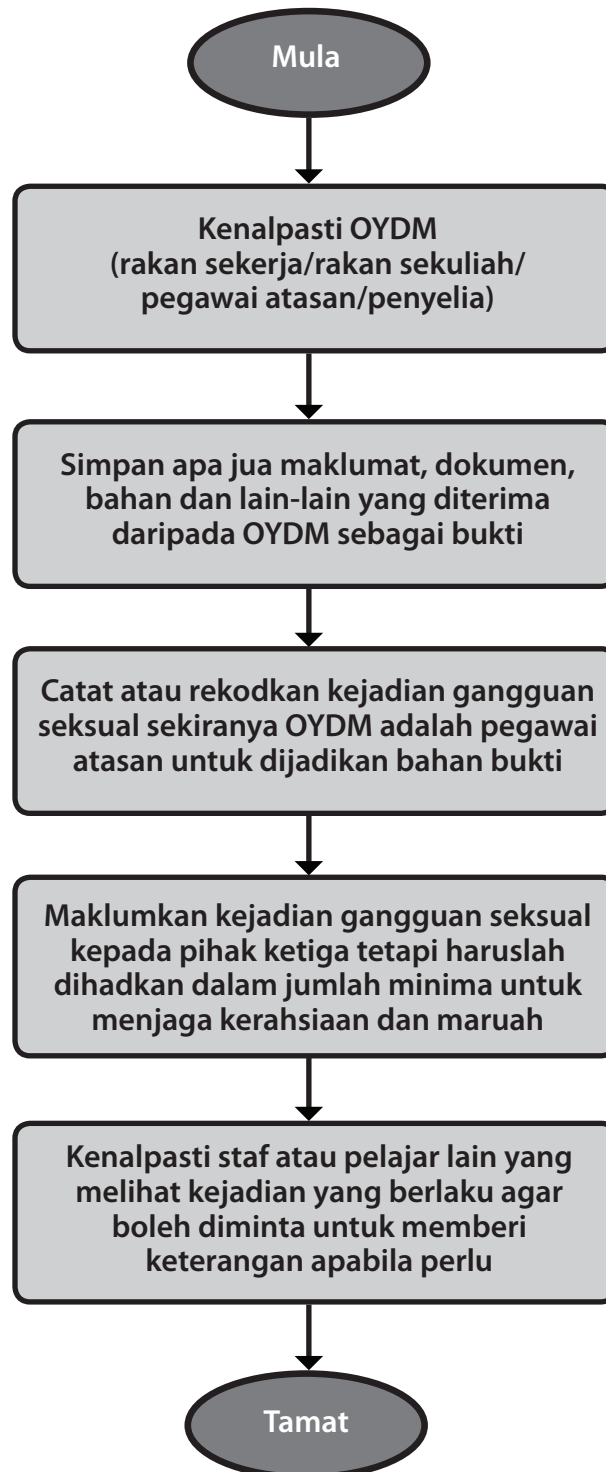 Mula
Kenalpasti OYDM
(rakan sekerja/rakan sekuliah/
pegawai atasan/penyelia)
Simpan apa jua maklumat, dokumen,
bahan dan lain-lain yang diterima
daripada OYDM sebagai bukti
Catat atau rekodkan kejadian gangguan
seksual sekiranya OYDM adalah pegawai
atasan untuk dijadikan bahan bukti
Maklumkan kejadian gangguan seksual
kepada pihak ketiga tetapi haruslah
dihadkan dalam jumlah minima untuk
menjaga kerahsiaan dan maruah
Kenalpasti staf atau pelajar lain yang
melihat kejadian yang berlaku agar
boleh diminta untuk memberi
keterangan apabila perlu
Tamat